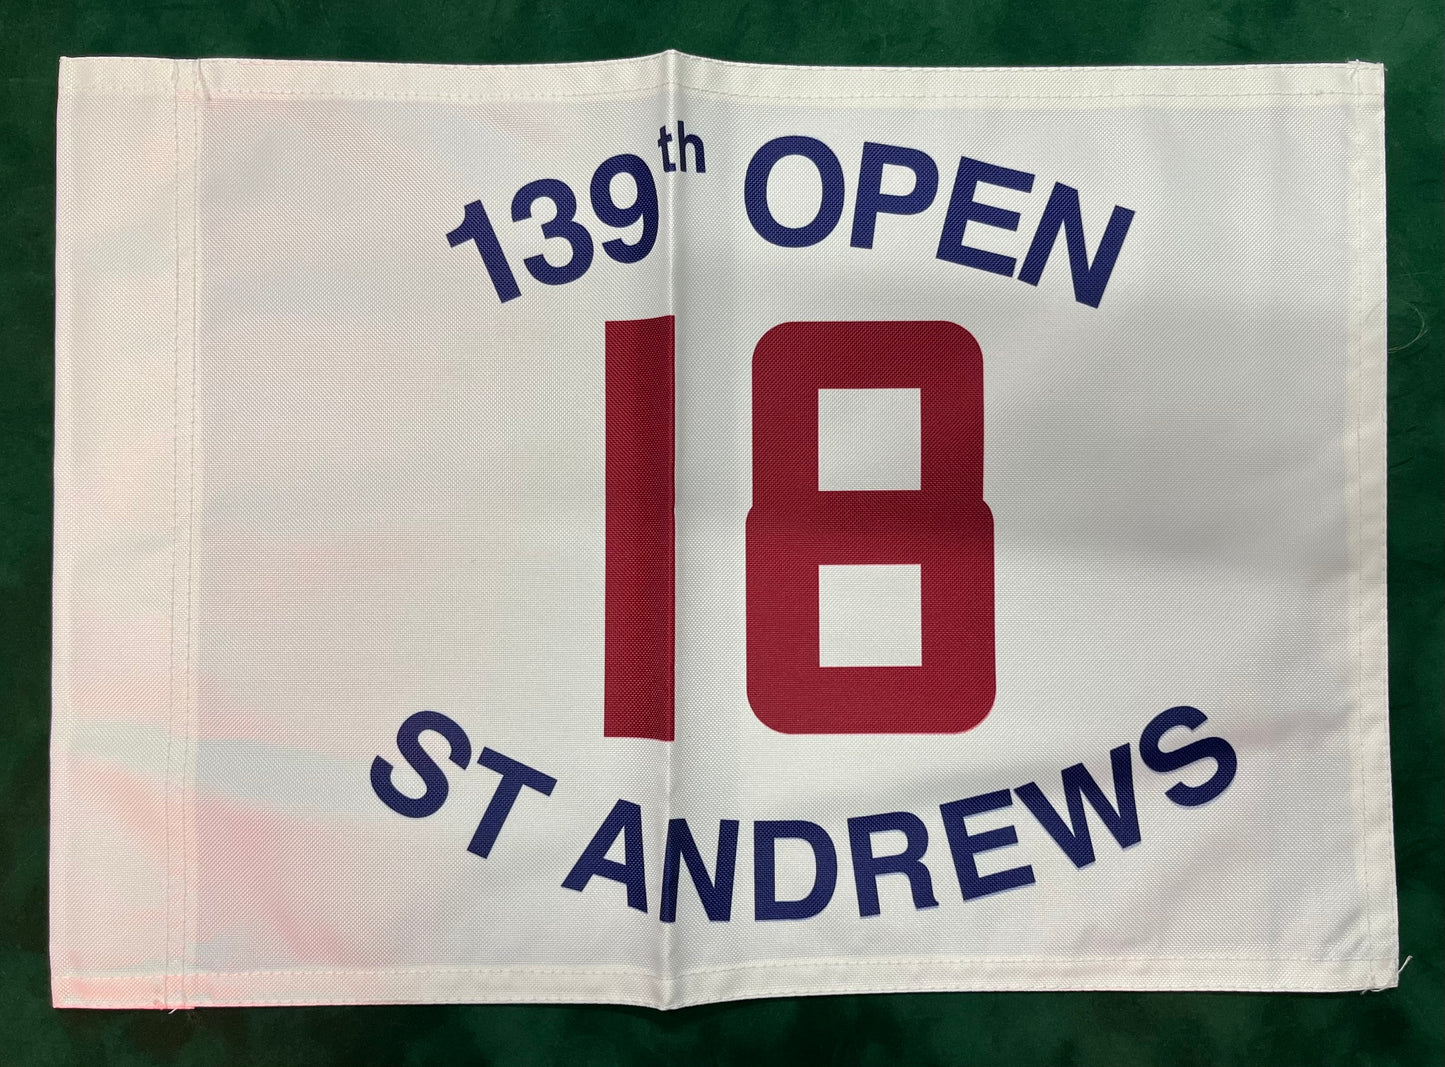 139th OPEN
18
ST ANDREWS